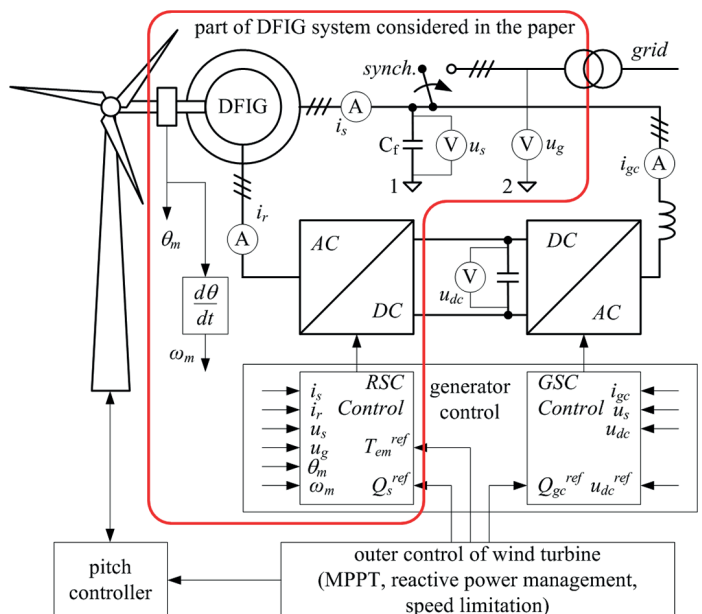 part of DFIG system considered in the paper
grid
synch.
DFIG
A
i_s
C_f
V
u_s
V
u_g
A
i_gc
1
2
i_r
A
θ_m
AC
DC
V
u_dc
DC
AC
dθ
dt
ω_m
RSC
Control
i_s
i_r
u_s
u_g
θ_m
ω_m
T_em^ref
Q_s^ref
generator
control
GSC
Control
i_gc
u_s
u_dc
Q_gc^ref u_dc^ref
pitch
controller
outer control of wind turbine
(MPPT, reactive power management,
speed limitation)